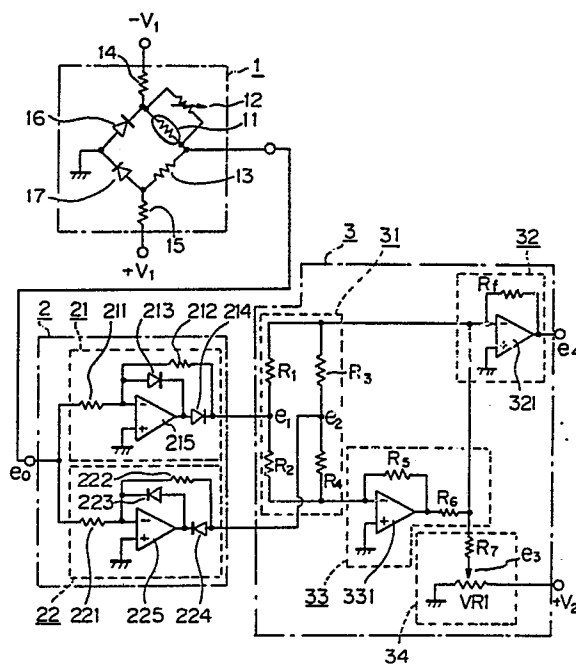 -V₁
14
1
12
16
11
17
13
15
+V₁
3
31
32
Rf
e₄
321
2
21
211
213
212
214
215
R₁
R₃
e₁
e₂
R₂
R₄
R₅
R₆
e₀
222
223
221
22
225
224
33
331
R₇
e₃
VR1
+V₂
34